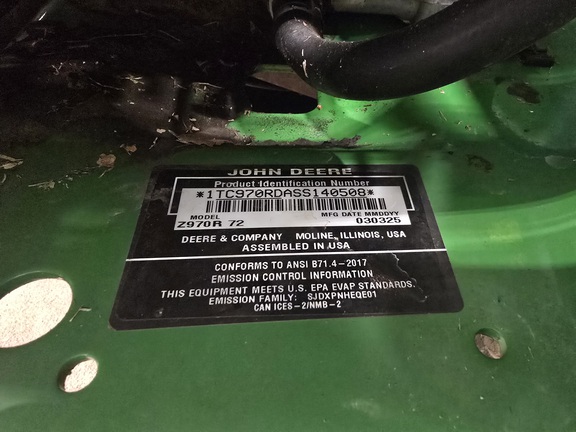 JOHN DEERE
Product Identification Number
*1TC970RDASS140508*
MODEL MFG DATE MMDDYY
Z970R 72 030325
DEERE & COMPANY MOLINE, ILLINOIS, USA
ASSEMBLED IN USA
CONFORMS TO ANSI B71.4-2017
EMISSION CONTROL INFORMATION
THIS EQUIPMENT MEETS U.S. EPA EVAP STANDARDS.
EMISSION FAMILY: SJDXPNHEQE01
CAN ICES-2/NMB-2